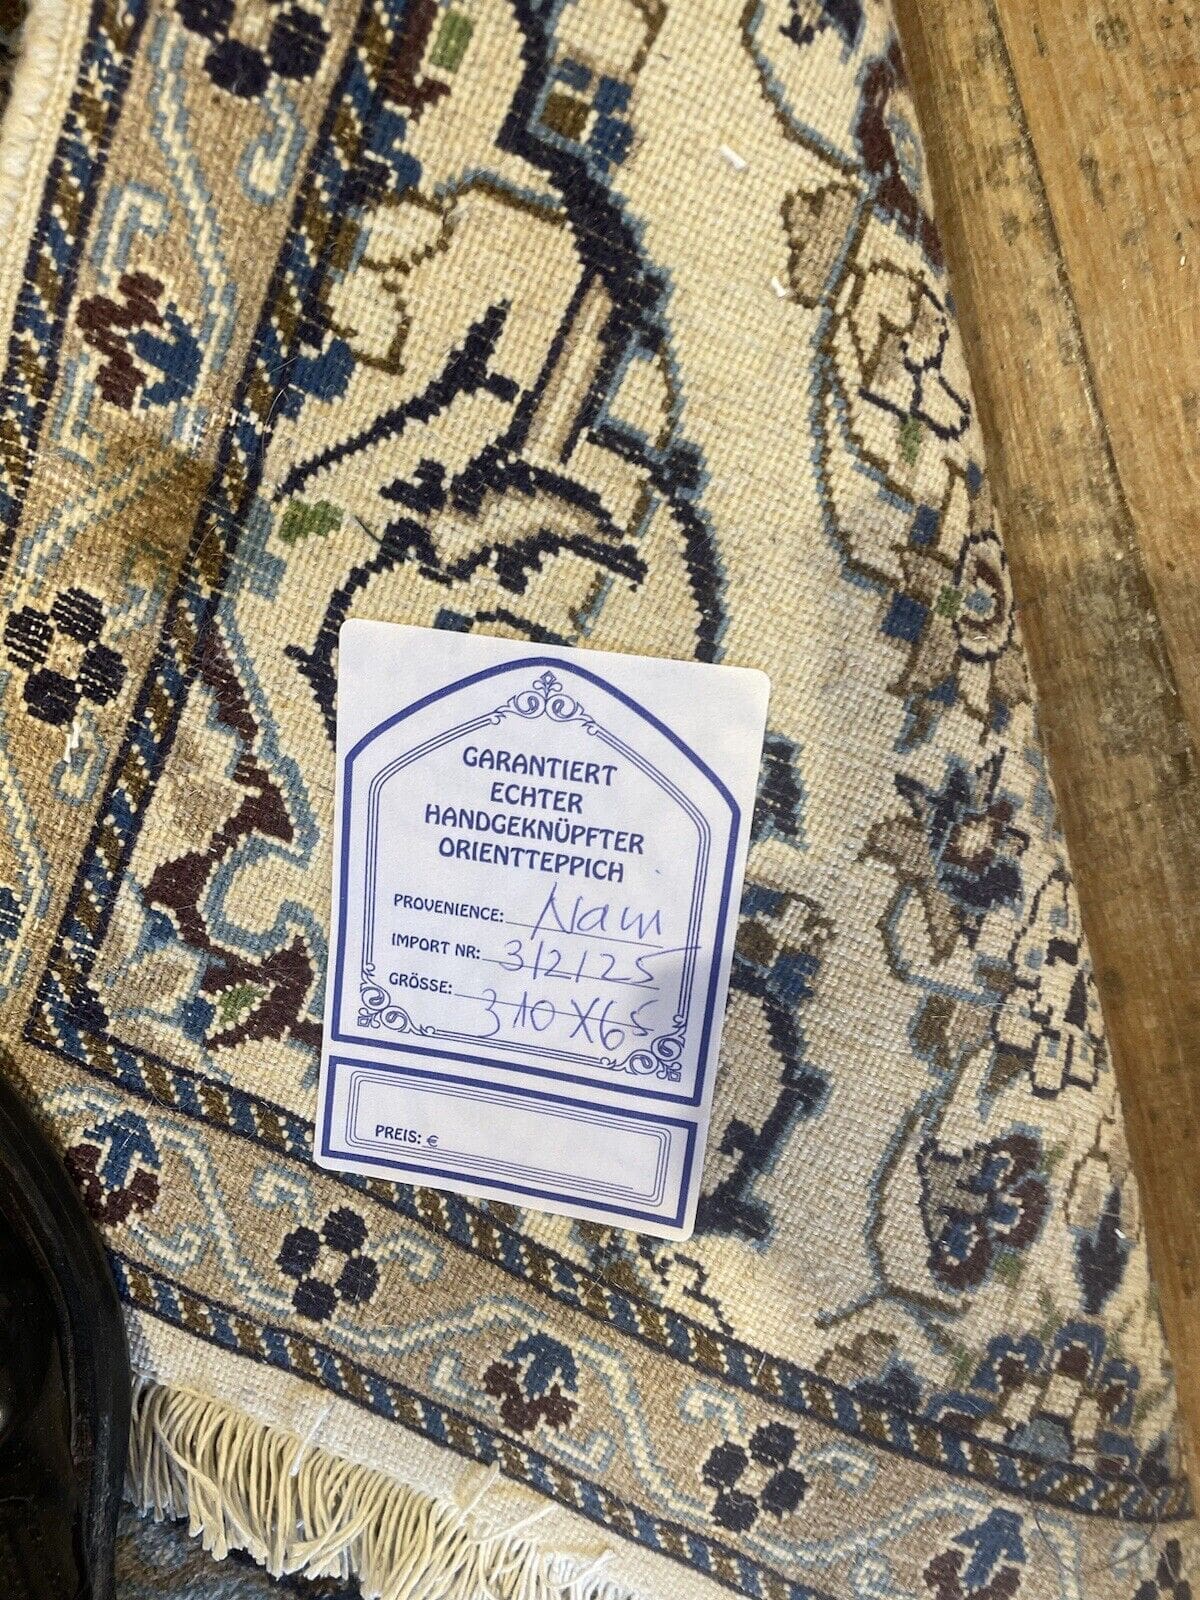 GARANTIERT
ECHTER
HANDGEKNÜPFTER
ORIENTTEPPICH
PROVENIENCE: Nain
IMPORT NR: 3/2/25
GRÖSSE: 310 X 65
PREIS: €